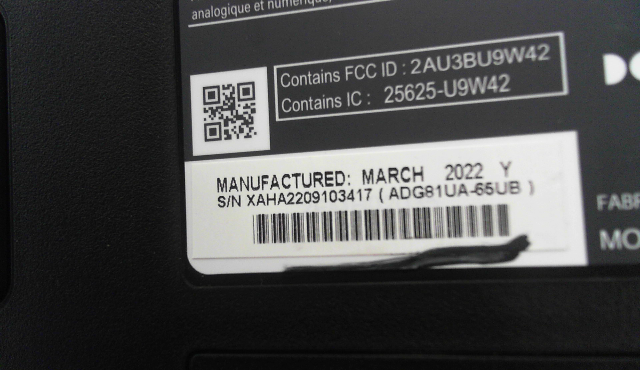 analogique et numérique,
Contains FCC ID : 2AU3BU9W42
Contains IC : 25625-U9W42
MANUFACTURED: MARCH 2022 Y
S/N XAHA2209103417 ( ADG81UA-65UB )
FABR
MO